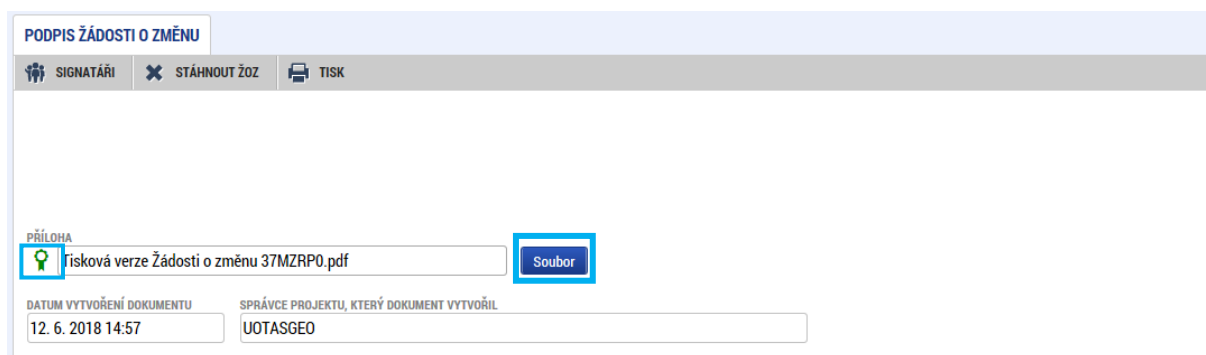 PODPIS ŽÁDOSTI O ZMĚNU
SIGNATÁŘI STÁHNOUT ŽOZ TISK
PŘÍLOHA
Tisková verze Žádosti o změnu 37MZRP0.pdf Soubor
DATUM VYTVOŘENÍ DOKUMENTU SPRÁVCE PROJEKTU, KTERÝ DOKUMENT VYTVOŘIL
12. 6. 2018 14:57 UOTASGEO